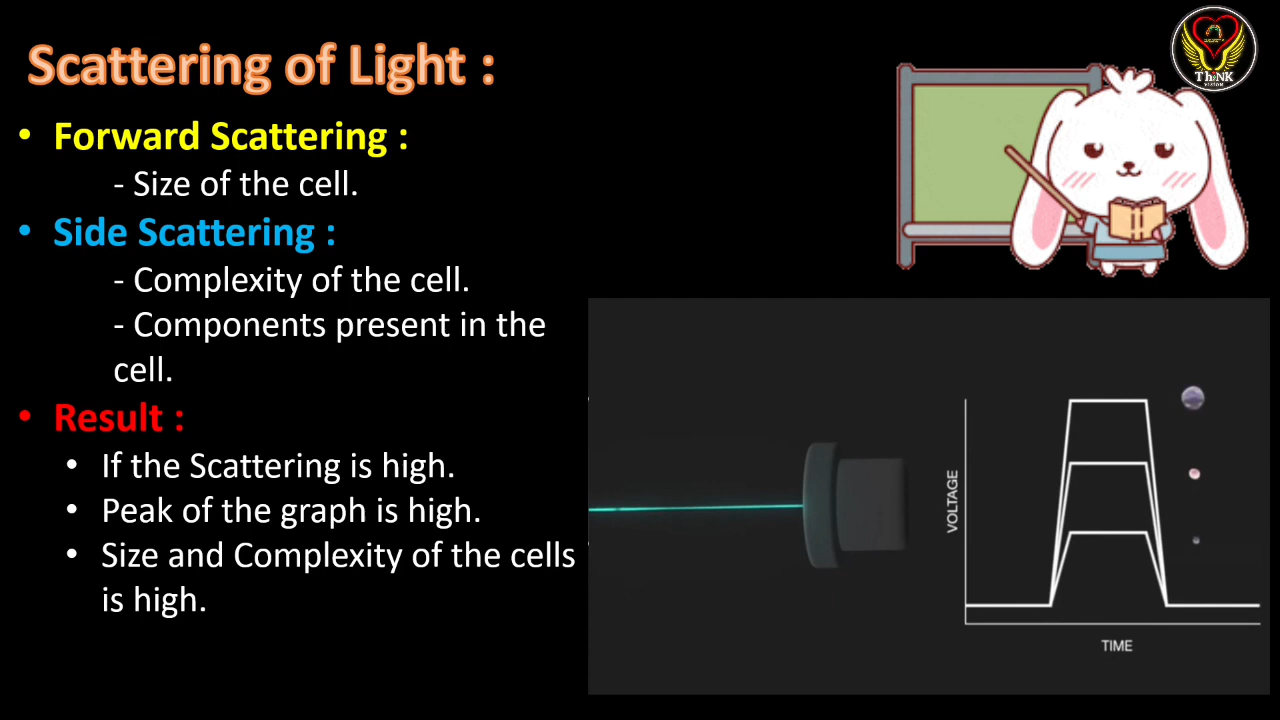 Scattering of Light :
• Forward Scattering :
- Size of the cell.
• Side Scattering :
- Complexity of the cell.
- Components present in the
cell.
• Result :
• If the Scattering is high.
• Peak of the graph is high.
• Size and Complexity of the cells
is high.
ThiNK
VISION
VOLTAGE
TIME